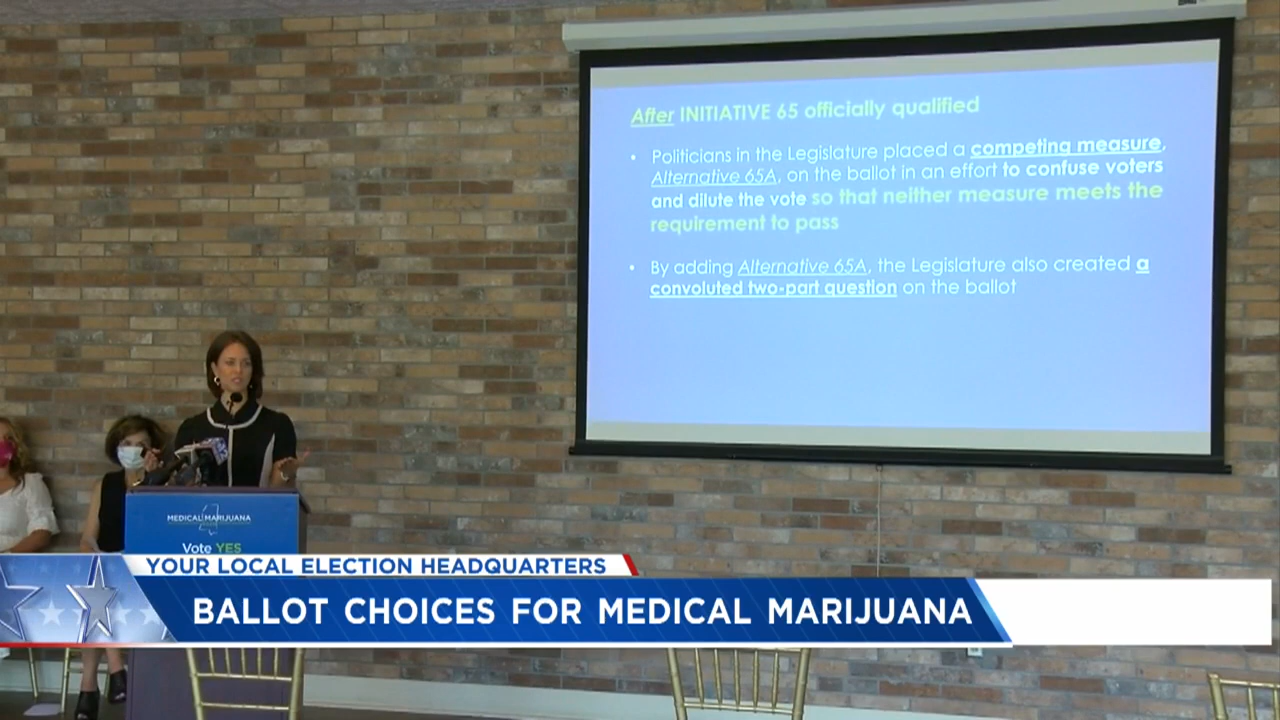 After INITIATIVE 65 officially qualified
• Politicians in the Legislature placed a competing measure,
Alternative 65A, on the ballot in an effort to confuse voters
and dilute the vote so that neither measure meets the
requirement to pass
• By adding Alternative 65A, the Legislature also created a
convoluted two-part question on the ballot
MEDICAL MARIJUANA
Vote YES
YOUR LOCAL ELECTION HEADQUARTERS
BALLOT CHOICES FOR MEDICAL MARIJUANA